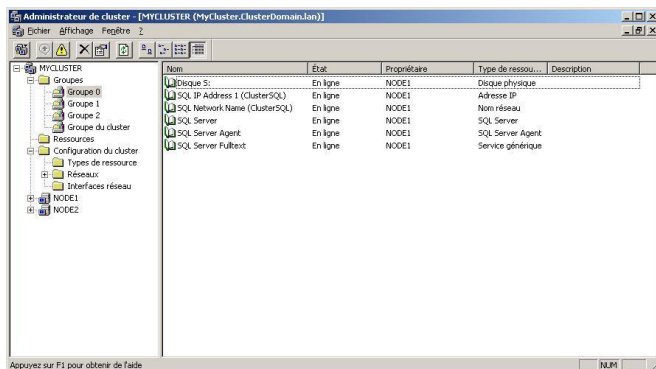 Administrateur de cluster - [MYCLUSTER (MyCluster.ClusterDomain.lan)]
Fichier Affichage Fenêtre ?
MYCLUSTER
Groupes
Groupe 0
Groupe 1
Groupe 2
Groupe du cluster
Ressources
Configuration du cluster
Types de ressource
Réseaux
Interfaces réseau
NODE1
NODE2
Nom État Propriétaire Type de ressou... Description
Disque S: En ligne NODE1 Disque physique
SQL IP Address 1 (ClusterSQL) En ligne NODE1 Adresse IP
SQL Network Name (ClusterSQL) En ligne NODE1 Nom réseau
SQL Server En ligne NODE1 SQL Server
SQL Server Agent En ligne NODE1 SQL Server Agent
SQL Server Fulltext En ligne NODE1 Service générique
Appuyez sur F1 pour obtenir de l'aide NUM